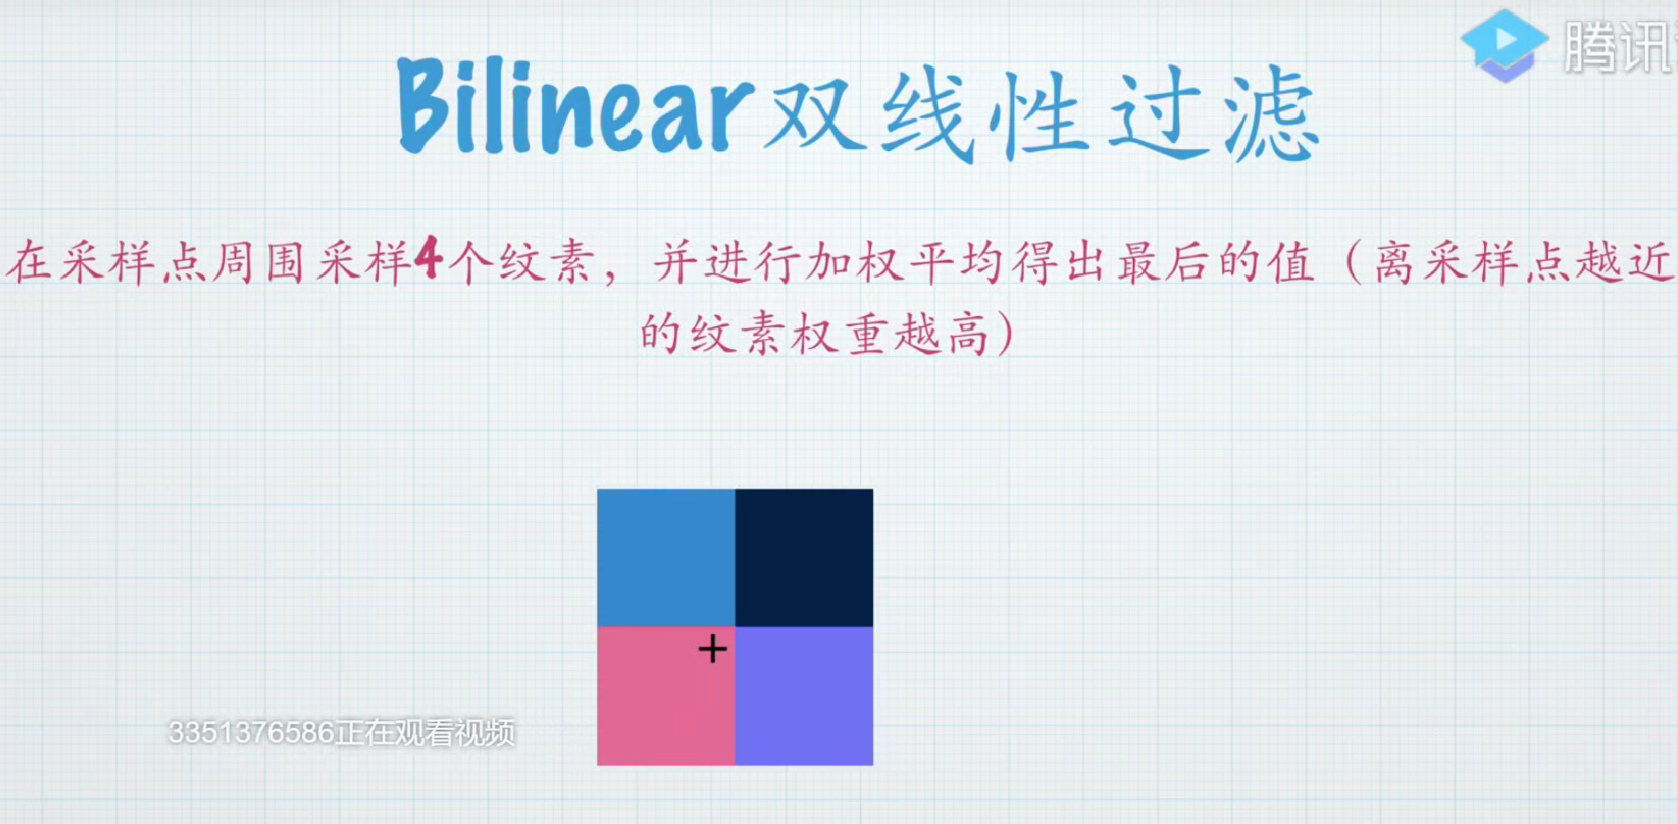 腾讯
Bilinear双线性过滤
在采样点周围采样4个纹素，并进行加权平均得出最后的值（离采样点越近
的纹素权重越高）
3351376586正在观看视频